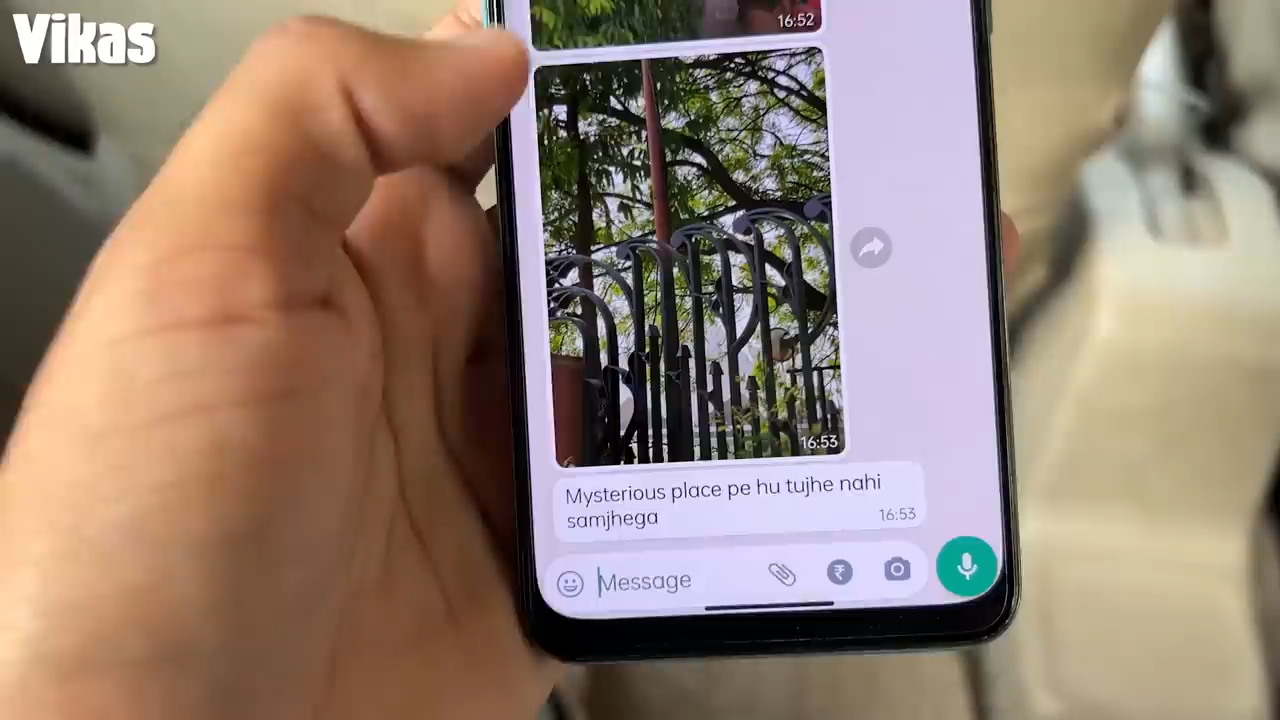 Vikas
16:52
16:53
Mysterious place pe hu tujhe nahi
samjhega
16:53
Message
₹